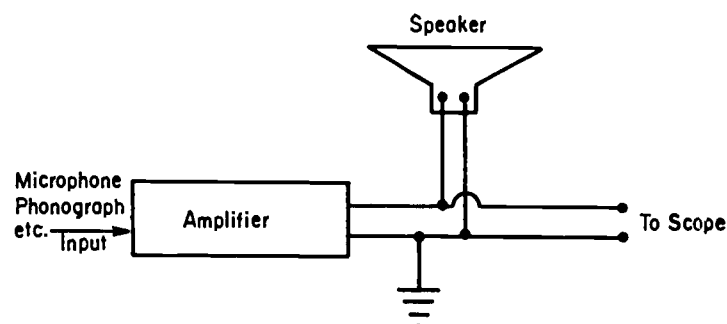 Speaker
Microphone
Phonograph
etc. Input
Amplifier
To Scope